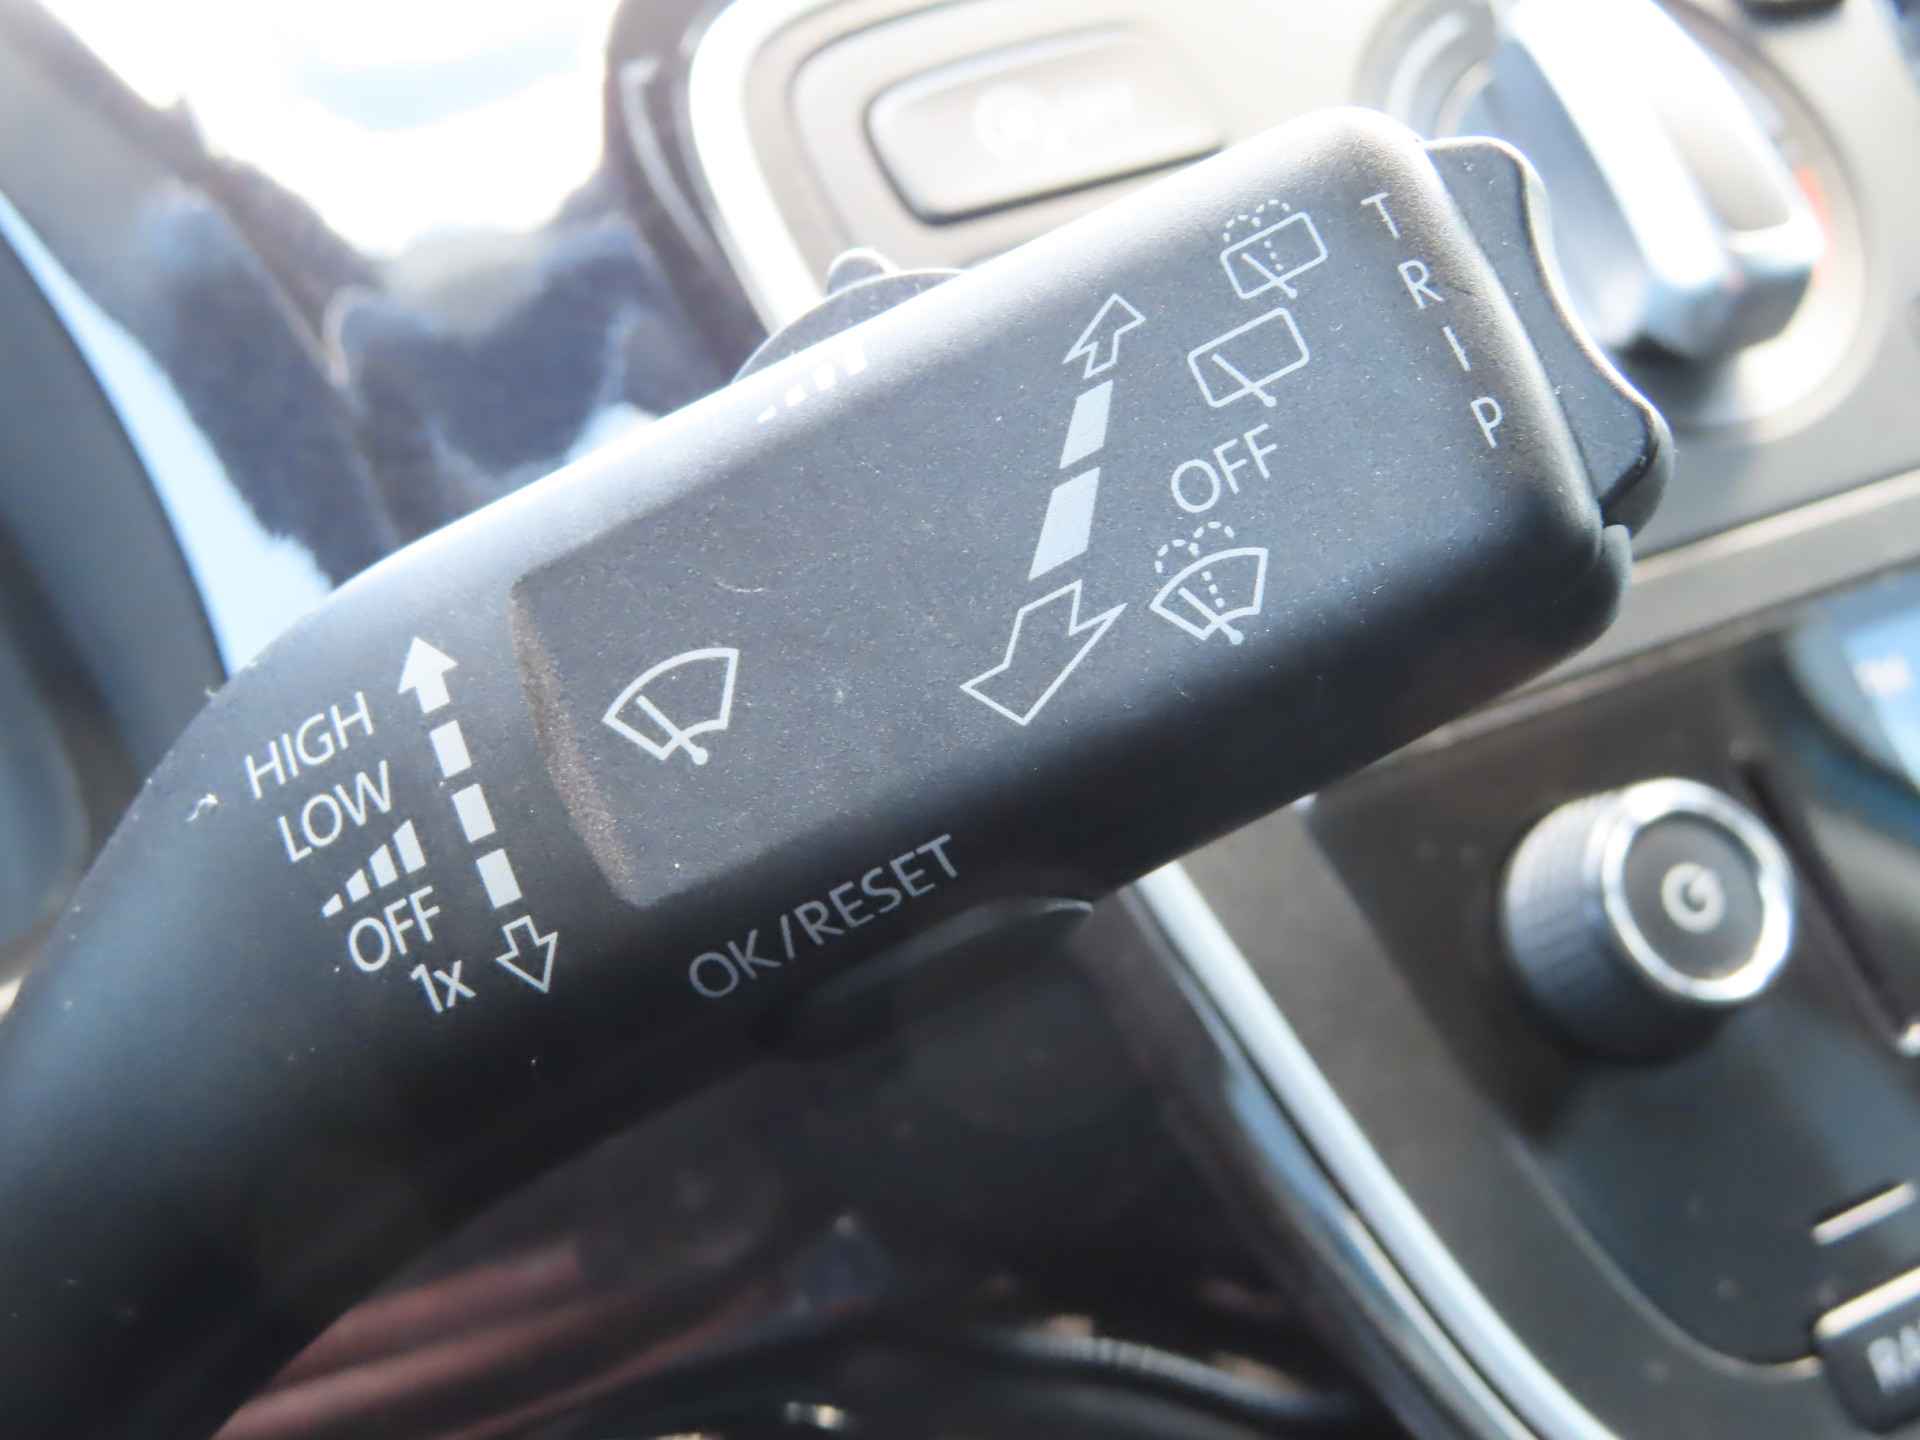 TRIP
OFF
HIGH
LOW
OFF
1x
OK/RESET